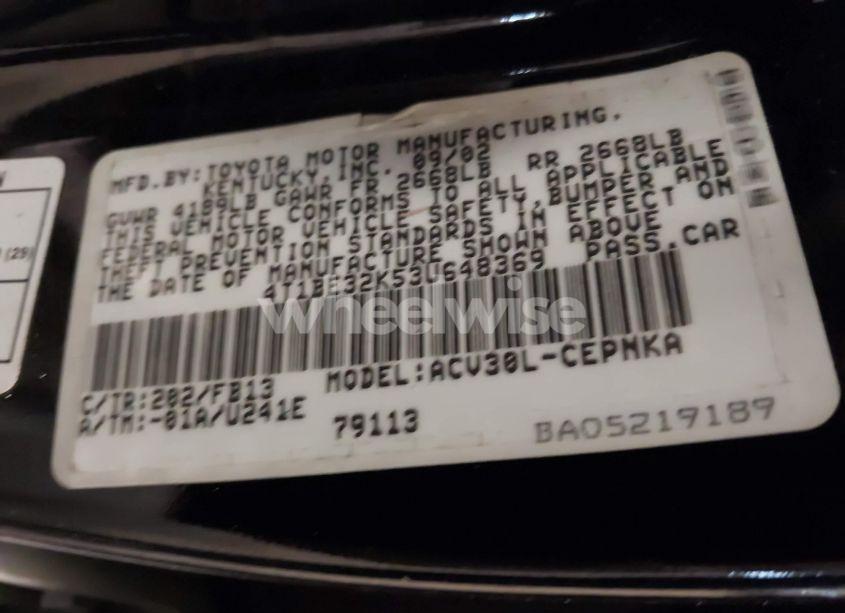 MFD.BY:TOYOTA MOTOR MANUFACTURING,
KENTUCKY,INC. 09/02
GVWR 4189LB GAWR FR 2668LB RR 2668LB
THIS VEHICLE CONFORMS TO ALL APPLICABLE
FEDERAL MOTOR VEHICLE SAFETY,BUMPER AND
THEFT PREVENTION STANDARDS IN EFFECT ON
THE DATE OF MANUFACTURE SHOWN ABOVE
4T1BE32K53U648369 PASS.CAR
wheelwise
C/TR:202/FB13 MODEL:ACV30L-CEPNKA
A/TM:-01A/U241E 79113 BA05219189
(29)